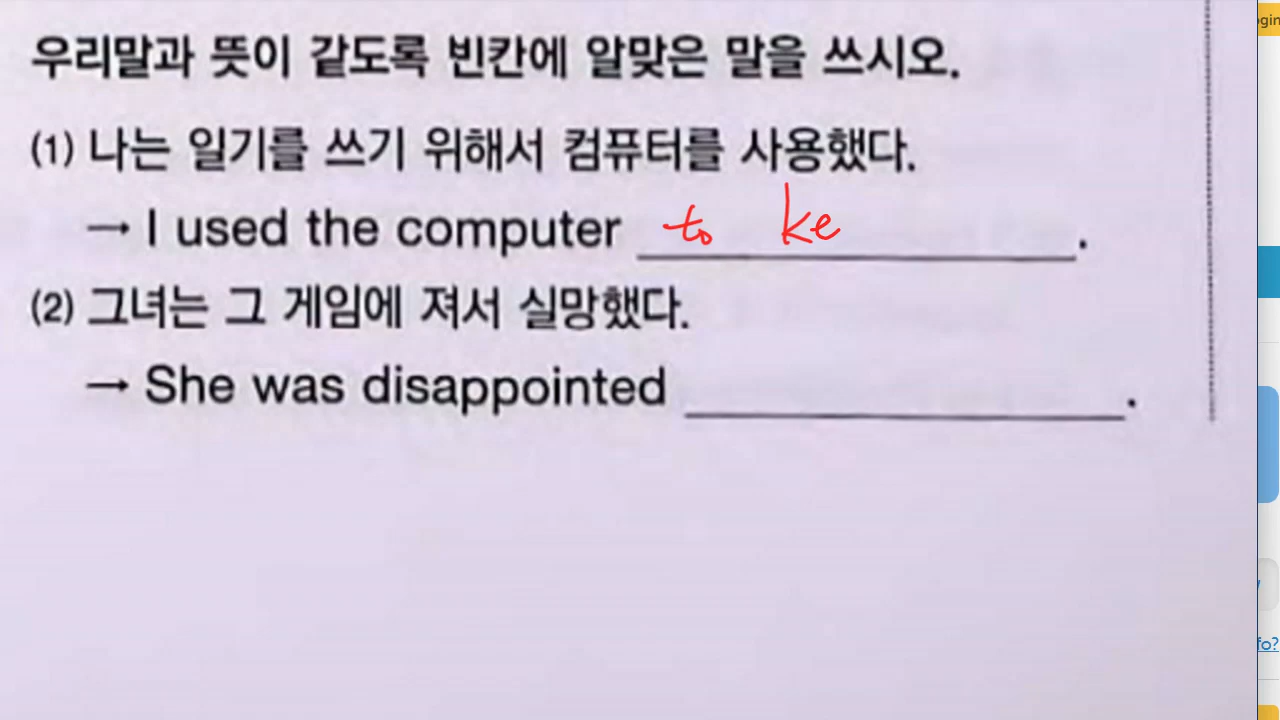 우리말과 뜻이 같도록 빈칸에 알맞은 말을 쓰시오.
(1) 나는 일기를 쓰기 위해서 컴퓨터를 사용했다.
→ I used the computer to ke.
(2) 그녀는 그 게임에 져서 실망했다.
→ She was disappointed .